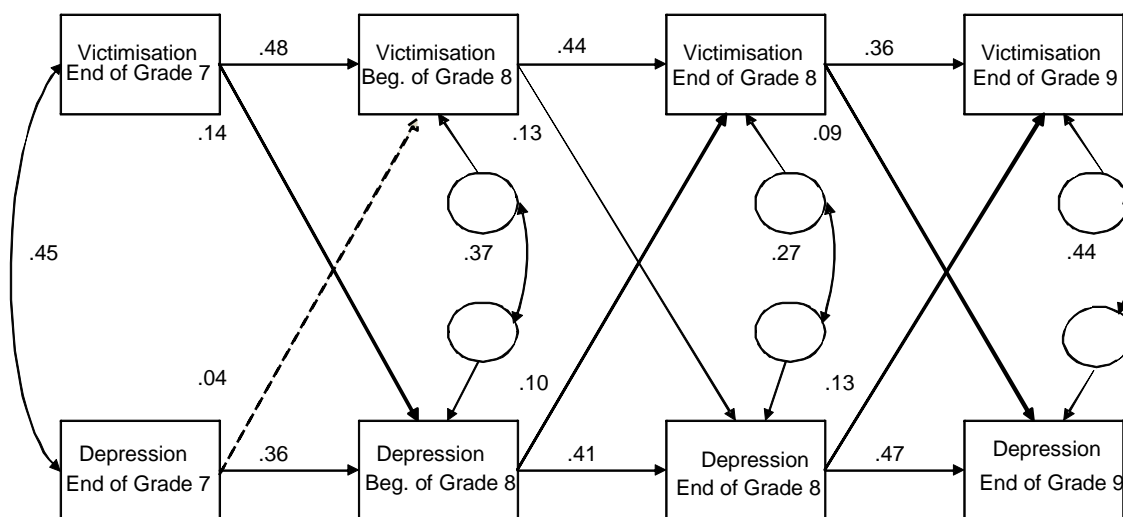 Victimisation
End of Grade 7
.48
Victimisation
Beg. of Grade 8
.44
Victimisation
End of Grade 8
.36
Victimisation
End of Grade 9
.14
.13
.09
.45
.37
.27
.44
.04
.10
.13
Depression
End of Grade 7
.36
Depression
Beg. of Grade 8
.41
Depression
End of Grade 8
.47
Depression
End of Grade 9